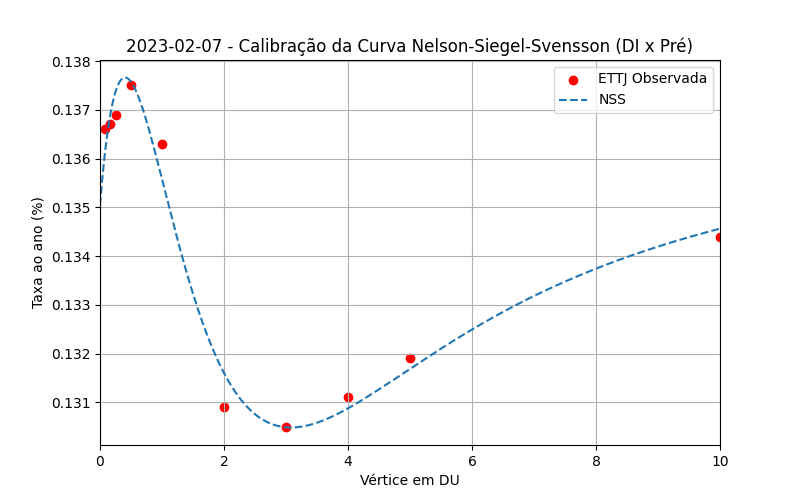 2023-02-07 - Calibração da Curva Nelson-Siegel-Svensson (DI x Pré)
0.138
0.137
0.136
0.135
0.134
0.133
0.132
0.131
Taxa ao ano (%)
ETTJ Observada
NSS
0
2
4
6
8
10
Vértice em DU